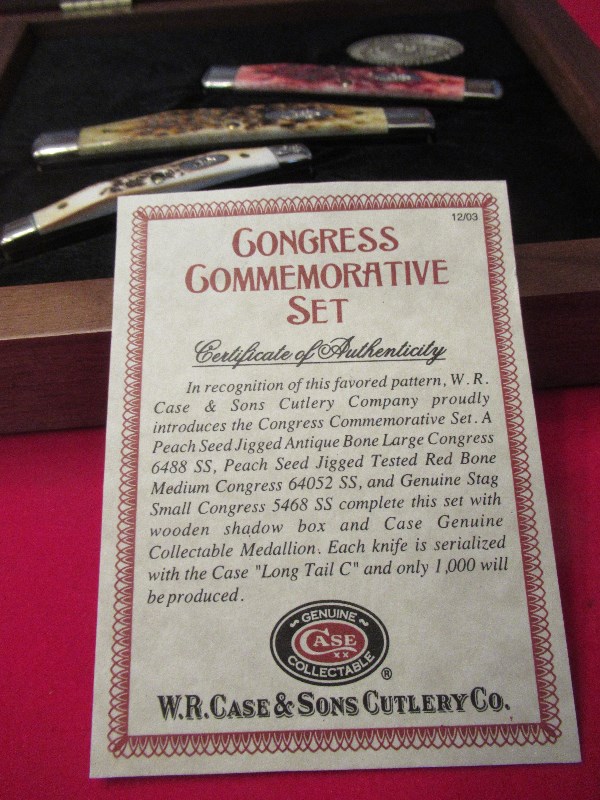 12/03
CONGRESS
COMMEMORATIVE
SET
Certificate of Authenticity
In recognition of this favored pattern, W. R.
Case & Sons Cutlery Company proudly
introduces the Congress Commemorative Set. A
Peach Seed Jigged Antique Bone Large Congress
6488 SS, Peach Seed Jigged Tested Red Bone
Medium Congress 64052 SS, and Genuine Stag
Small Congress 5468 SS complete this set with
wooden shadow box and Case Genuine
Collectable Medallion. Each knife is serialized
with the Case "Long Tail C" and only 1,000 will
be produced.
GENUINE
CASE
XX
COLLECTABLE
®
W.R. CASE & SONS CUTLERY CO.